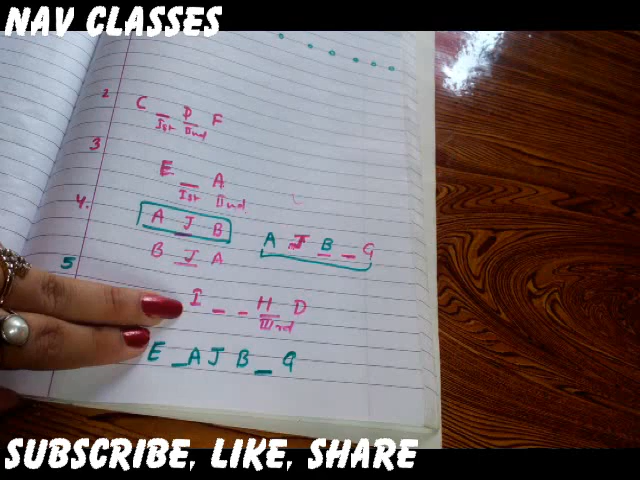 NAV CLASSES
2 C _ D F
Ist IInd
3
E _ A
Ist IInd
4. A J B
A J B _ G
B J A
5
I _ _ H D
IIIrd
E _ A J B _ G
SUBSCRIBE, LIKE, SHARE